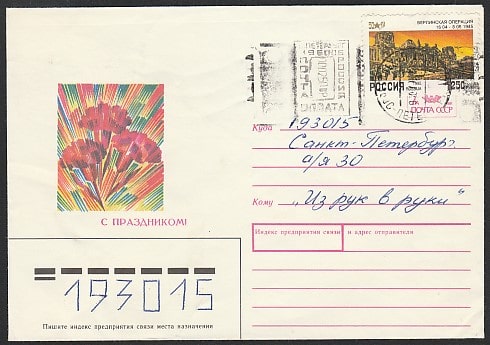 БЕРЛИНСКАЯ ОПЕРАЦИЯ
16.04 - 8.05 1945
РОССИЯ 250
ПОЧТА СССР
Куда 193015
Санкт-Петербург
а/я 30
Кому „Из рук в руки"
С ПРАЗДНИКОМ!
Индекс предприятия связи и адрес отправителя
193015
Пишите индекс предприятия связи места назначения